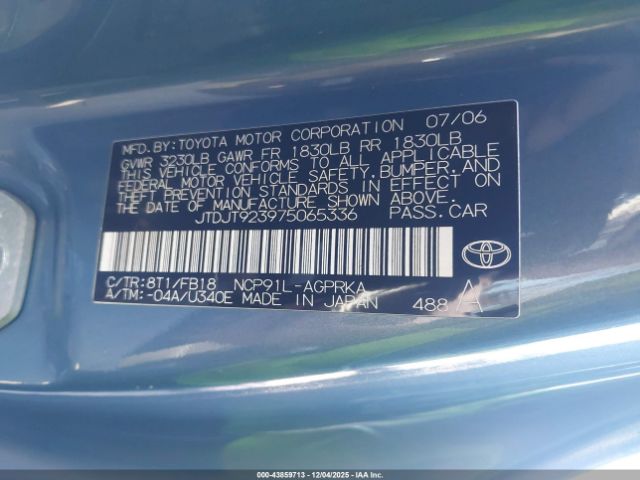 MFD. BY: TOYOTA MOTOR CORPORATION 07/06
GVWR 3230LB GAWR FR 1830LB RR 1830LB
THIS VEHICLE CONFORMS TO ALL APPLICABLE
FEDERAL MOTOR VEHICLE SAFETY, BUMPER, AND
THEFT PREVENTION STANDARDS IN EFFECT ON
THE DATE OF MANUFACTURE SHOWN ABOVE.
JTDJT923975065336 PASS. CAR
C/TR: 8T1/FB18 NCP91L-AGPRKA A
A/TM: -04A/U340E MADE IN JAPAN 488 A
000-43859713 - 12/04/2025 - IAAI.CA